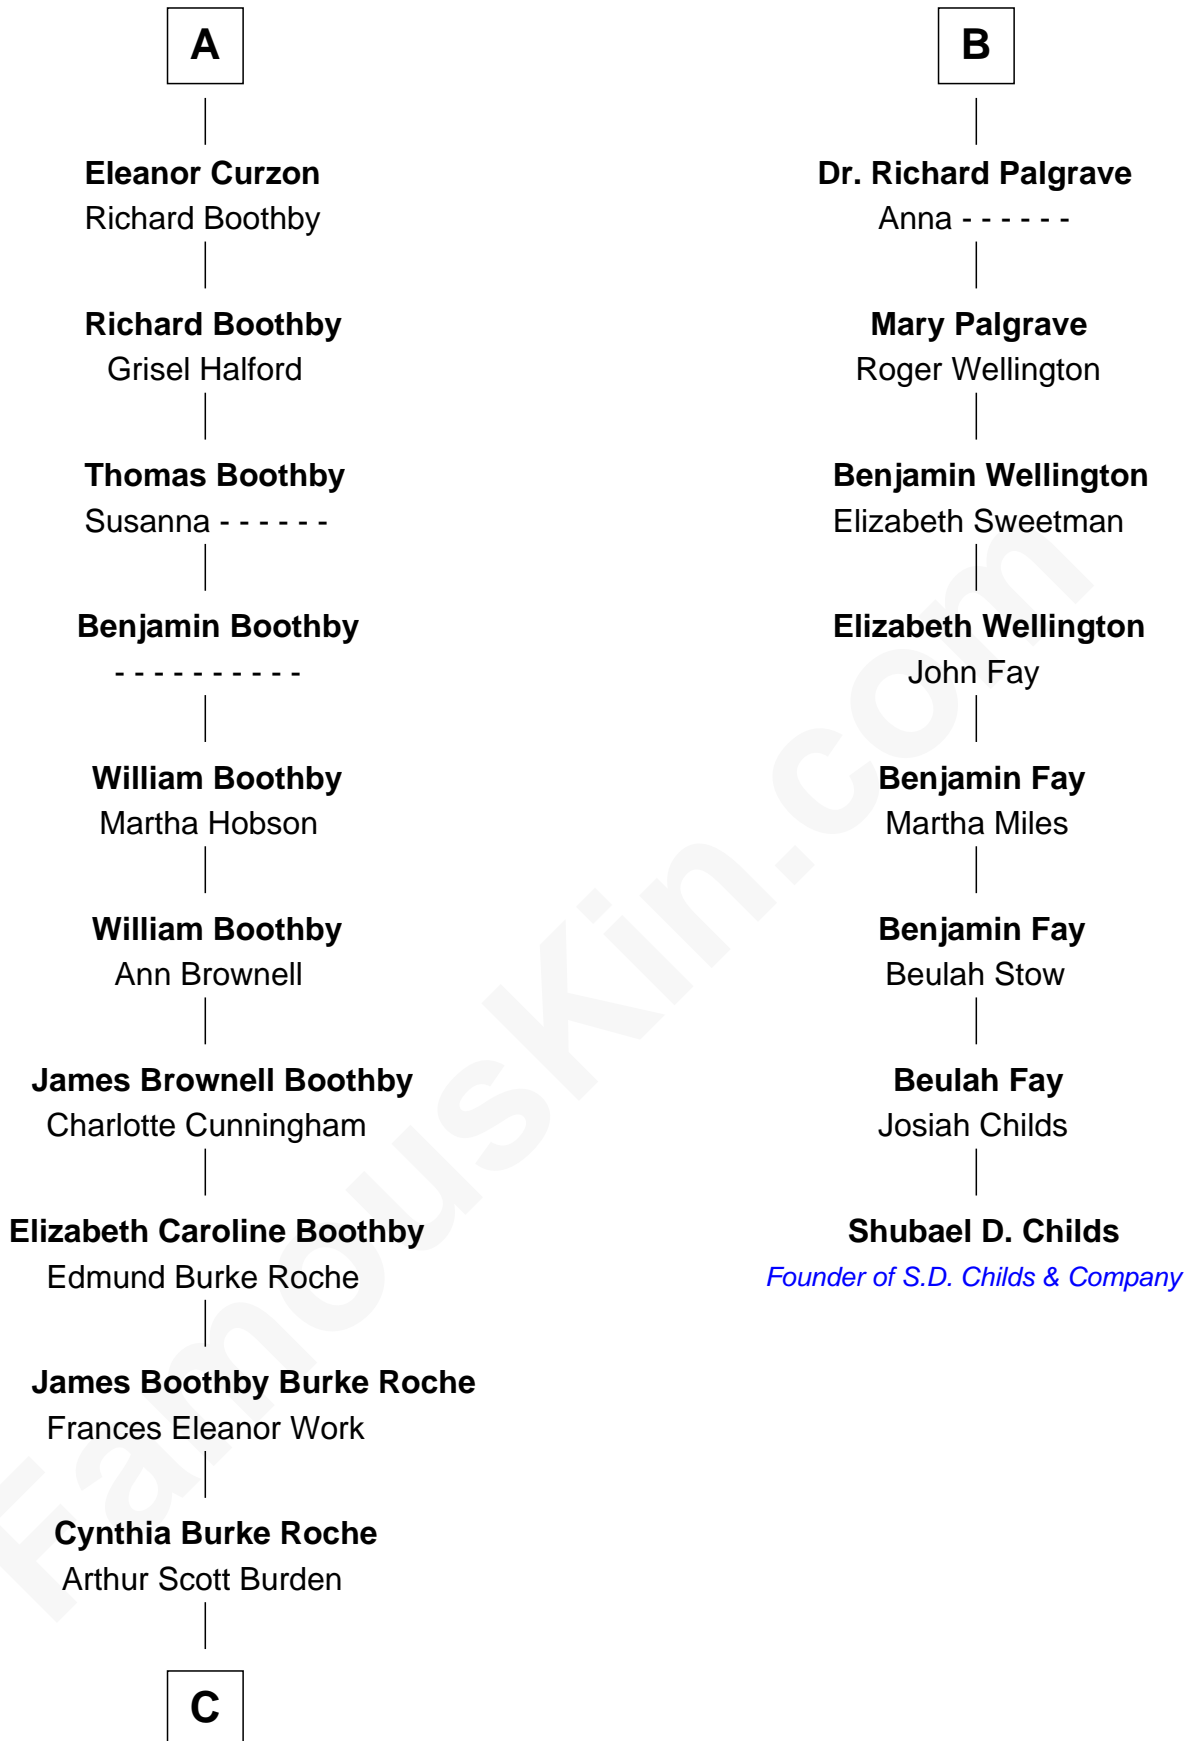 A
Eleanor Curzon
Richard Boothby
Richard Boothby
Grisel Halford
Thomas Boothby
Susanna - - - - - -
Benjamin Boothby
- - - - - - - - - -
William Boothby
Martha Hobson
William Boothby
Ann Brownell
James Brownell Boothby
Charlotte Cunningham
Elizabeth Caroline Boothby
Edmund Burke Roche
James Boothby Burke Roche
Frances Eleanor Work
Cynthia Burke Roche
Arthur Scott Burden
C
B
Dr. Richard Palgrave
Anna - - - - - -
Mary Palgrave
Roger Wellington
Benjamin Wellington
Elizabeth Sweetman
Elizabeth Wellington
John Fay
Benjamin Fay
Martha Miles
Benjamin Fay
Beulah Stow
Beulah Fay
Josiah Childs
Shubael D. Childs
Founder of S.D. Childs & Company
FamousKin.com